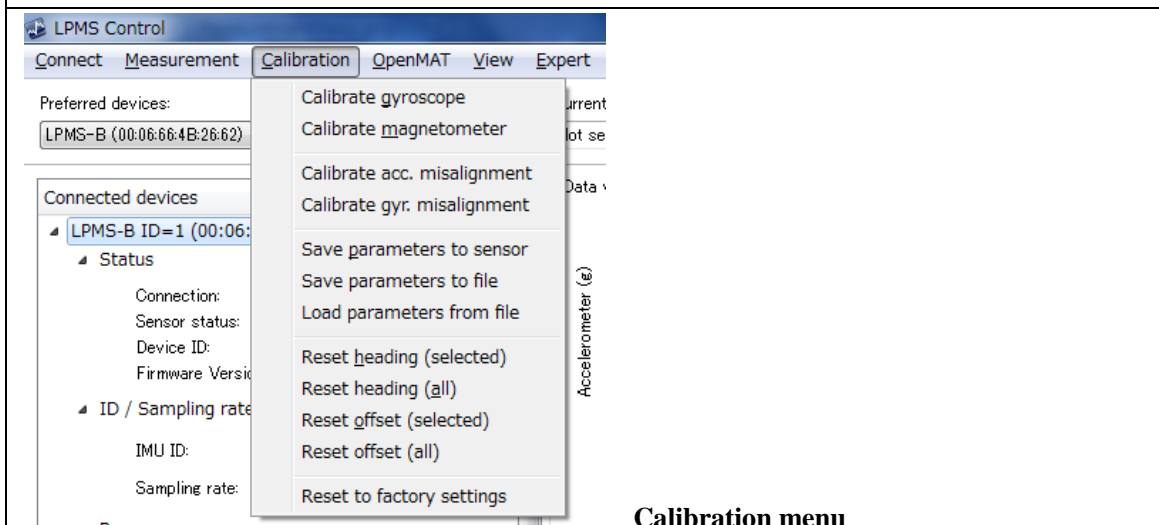 LPMS Control
Connect Measurement Calibration OpenMAT View Expert
Preferred devices:
LPMS-B (00:06:66:4B:26:62)
Connected devices
LPMS-B ID=1 (00:06:
Status
Connection:
Sensor status:
Device ID:
Firmware
ID / Sampling rate
IMU ID:
Sampling rate:
Calibrate gyroscope
Calibrate magnetometer
Calibrate acc. misalignment
Calibrate gyr. misalignment
Save parameters to sensor
Save parameters to file
Load parameters from file
Reset heading (selected)
Reset heading (all)
Reset offset (selected)
Reset offset (all)
Reset to factory settings
Data
Accelerometer (g)
Calibration menu